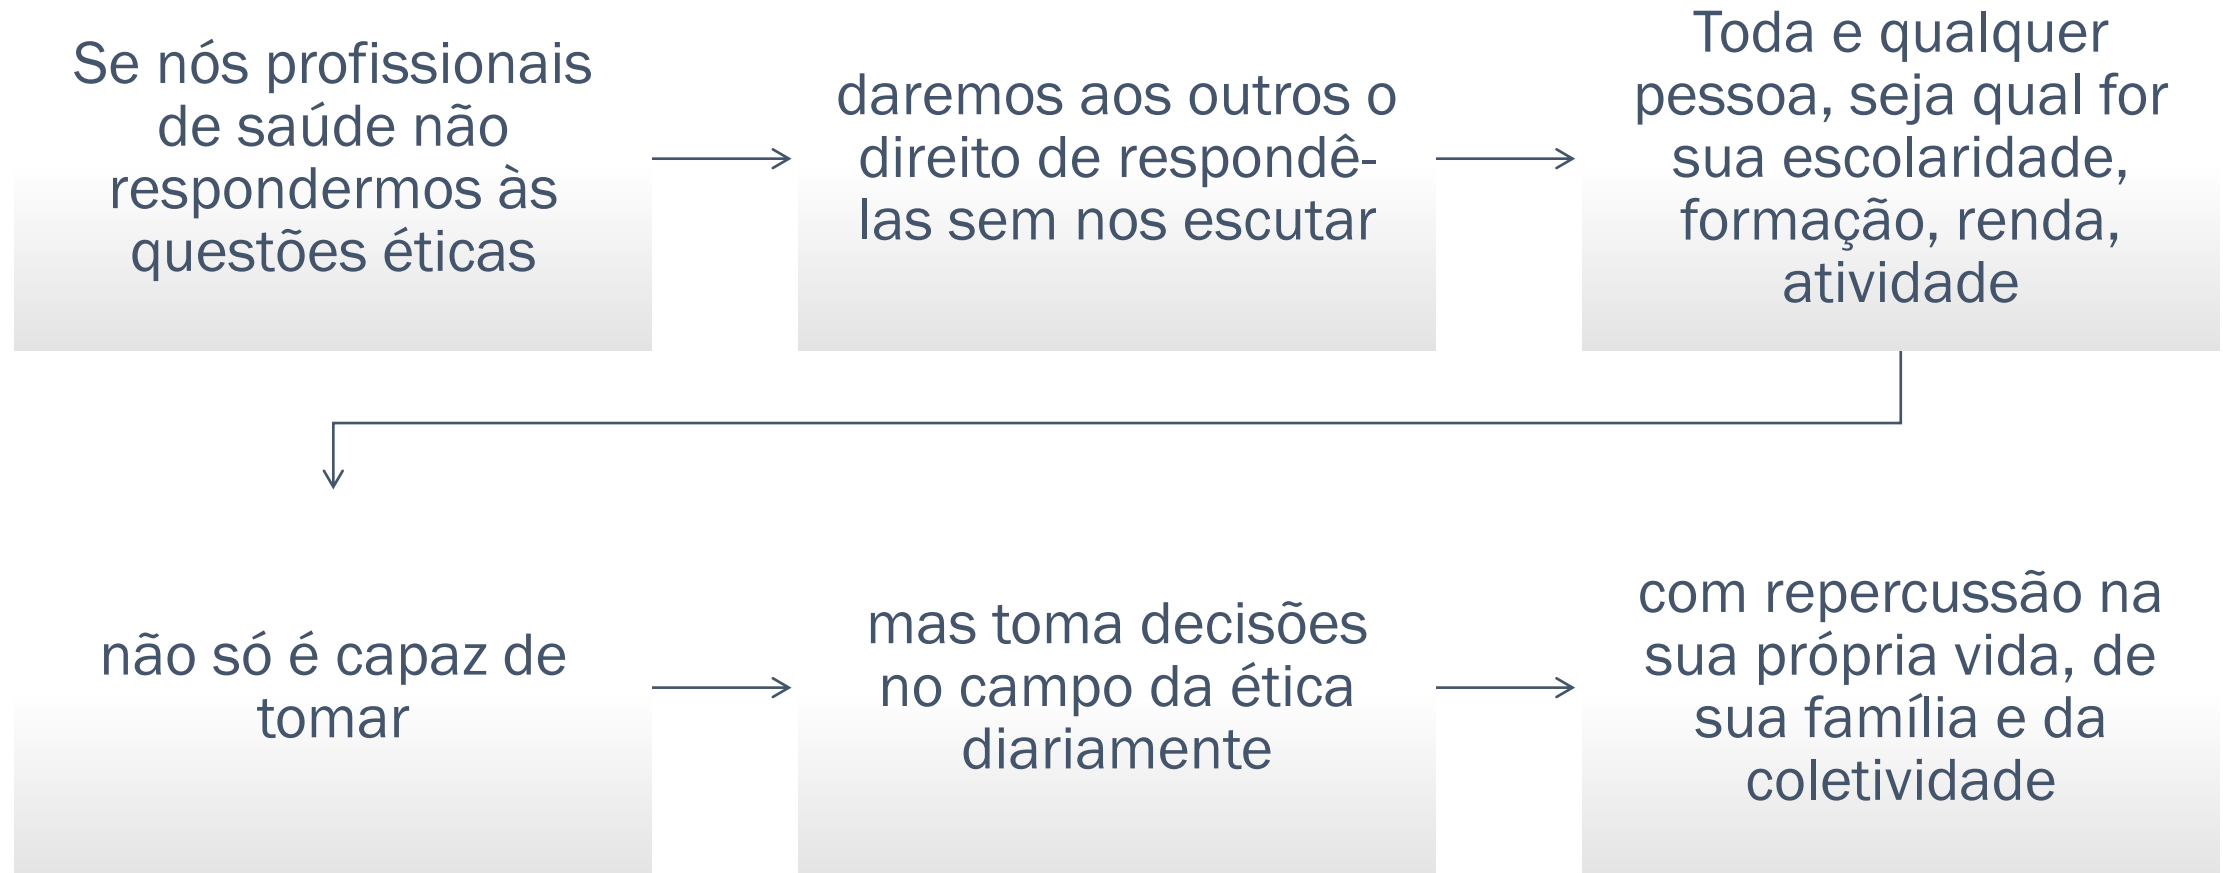 Se nós profissionais
de saúde não
respondermos às
questões éticas
daremos aos outros o
direito de respondê-
las sem nos escutar
Toda e qualquer
pessoa, seja qual for
sua escolaridade,
formação, renda,
atividade
não só é capaz de
tomar
mas toma decisões
no campo da ética
diariamente
com repercussão na
sua própria vida, de
sua família e da
coletividade